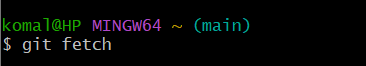 komal@HP MINGW64 ~ (main)
$ git fetch